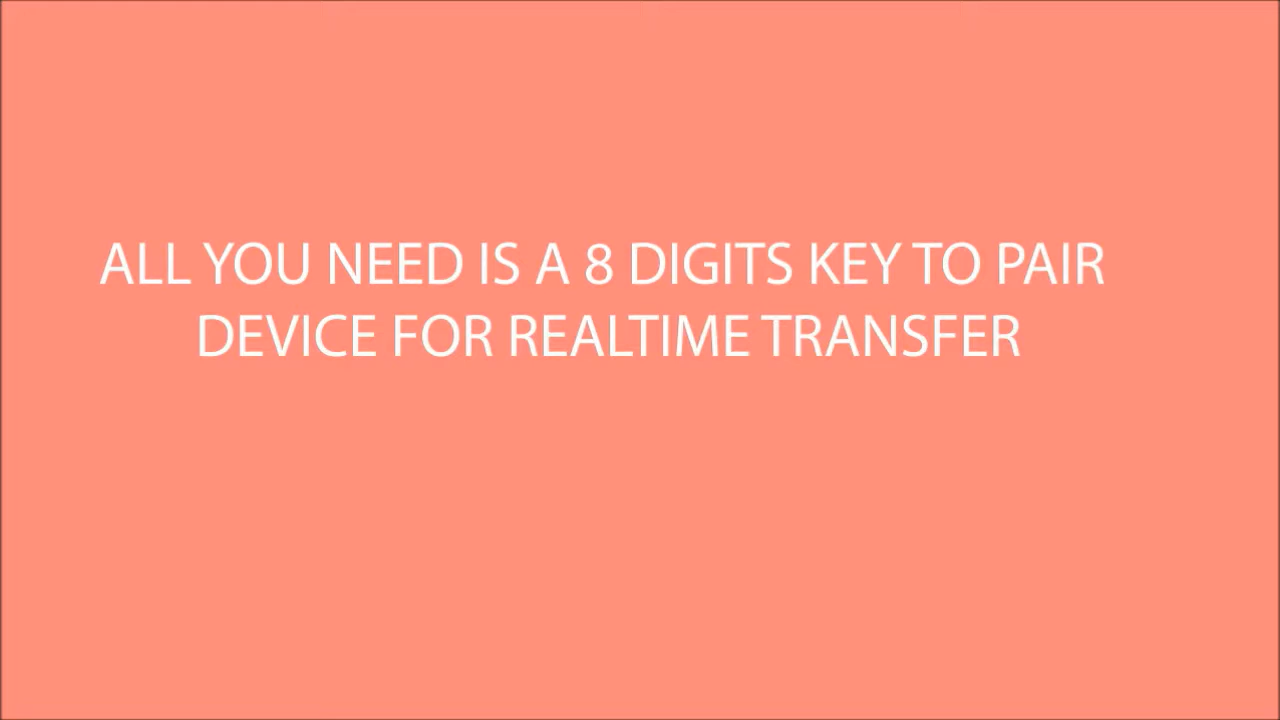 ALL YOU NEED IS A 8 DIGITS KEY TO PAIR
DEVICE FOR REALTIME TRANSFER